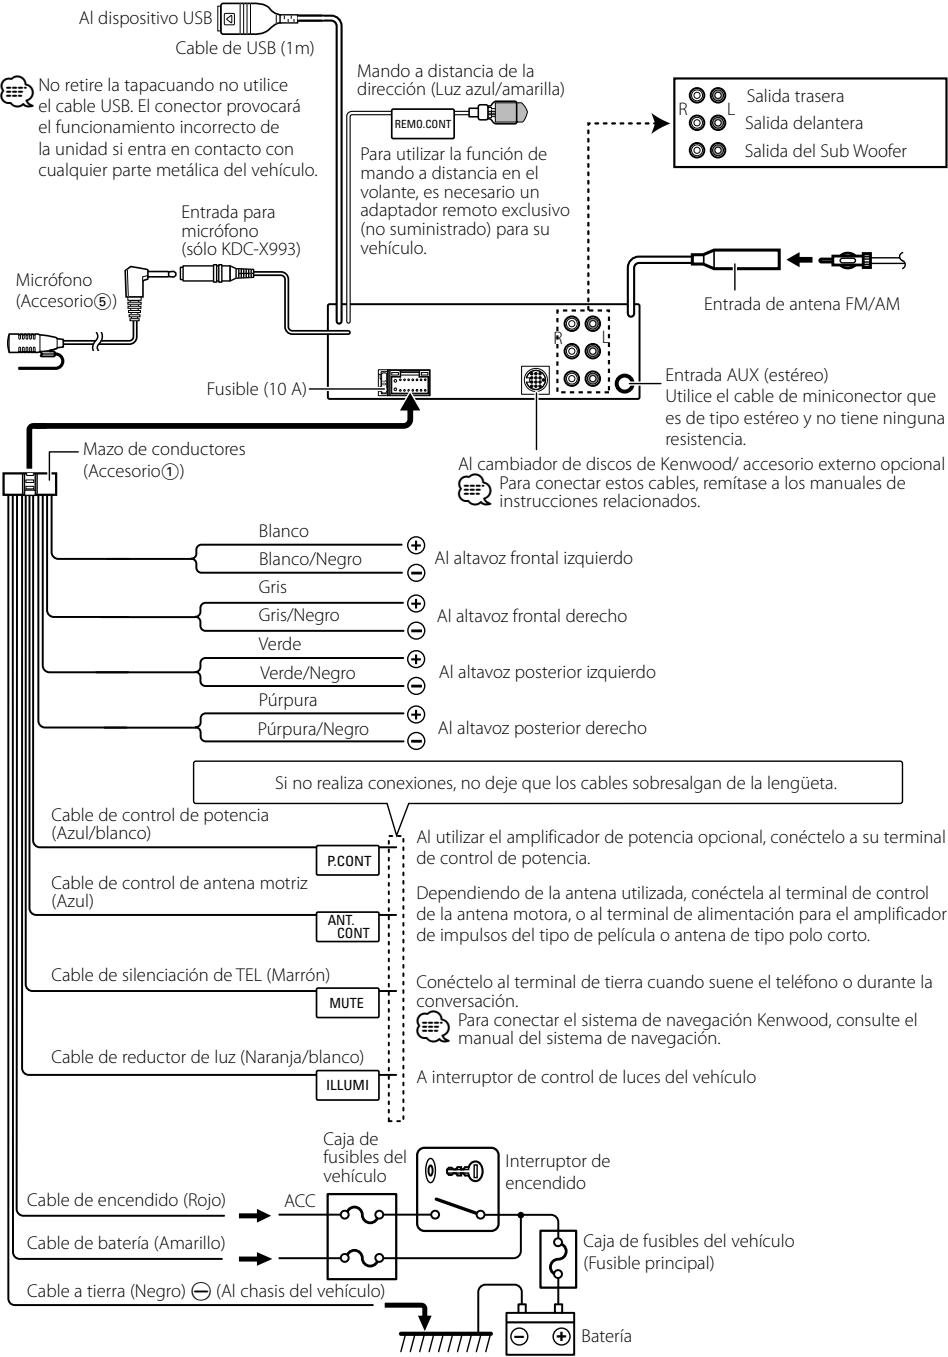 Al dispositivo USB
Cable de USB (1m)
No retire la tapacuando no utilice
el cable USB. El conector provocará
el funcionamiento incorrecto de
la unidad si entra en contacto con
cualquier parte metálica del vehículo.
Mando a distancia de la
dirección (Luz azul/amarilla)
REMO.CONT
Para utilizar la función de
mando a distancia en el
volante, es necesario un
adaptador remoto exclusivo
(no suministrado) para su
vehículo.
R L
Salida trasera
Salida delantera
Salida del Sub Woofer
Entrada para
micrófono
(sólo KDC-X993)
Micrófono
(Accesorio⑤)
Entrada de antena FM/AM
R L
Fusible (10 A)
Entrada AUX (estéreo)
Utilice el cable de miniconector que
es de tipo estéreo y no tiene ninguna
resistencia.
Mazo de conductores
(Accesorio①)
Al cambiador de discos de Kenwood/ accesorio externo opcional
Para conectar estos cables, remítase a los manuales de
instrucciones relacionados.
Blanco
Blanco/Negro
⊕
⊖
Al altavoz frontal izquierdo
Gris
Gris/Negro
⊕
⊖
Al altavoz frontal derecho
Verde
Verde/Negro
⊕
⊖
Al altavoz posterior izquierdo
Púrpura
Púrpura/Negro
⊕
⊖
Al altavoz posterior derecho
Si no realiza conexiones, no deje que los cables sobresalgan de la lengüeta.
Cable de control de potencia
(Azul/blanco)
P.CONT
Al utilizar el amplificador de potencia opcional, conéctelo a su terminal
de control de potencia.
Cable de control de antena motriz
(Azul)
ANT.
CONT
Dependiendo de la antena utilizada, conéctela al terminal de control
de la antena motora, o al terminal de alimentación para el amplificador
de impulsos del tipo de película o antena de tipo polo corto.
Cable de silenciación de TEL (Marrón)
MUTE
Conéctelo al terminal de tierra cuando suene el teléfono o durante la
conversación.
Para conectar el sistema de navegación Kenwood, consulte el
manual del sistema de navegación.
Cable de reductor de luz (Naranja/blanco)
ILLUMI
A interruptor de control de luces del vehículo
Caja de
fusibles del
vehículo
Interruptor de
encendido
Cable de encendido (Rojo)
ACC
Cable de batería (Amarillo)
Caja de fusibles del vehículo
(Fusible principal)
Cable a tierra (Negro) ⊖ (Al chasis del vehículo)
⊖ ⊕
Batería